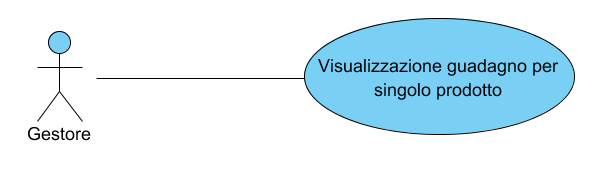 Visualizzazione guadagno per
singolo prodotto
Gestore